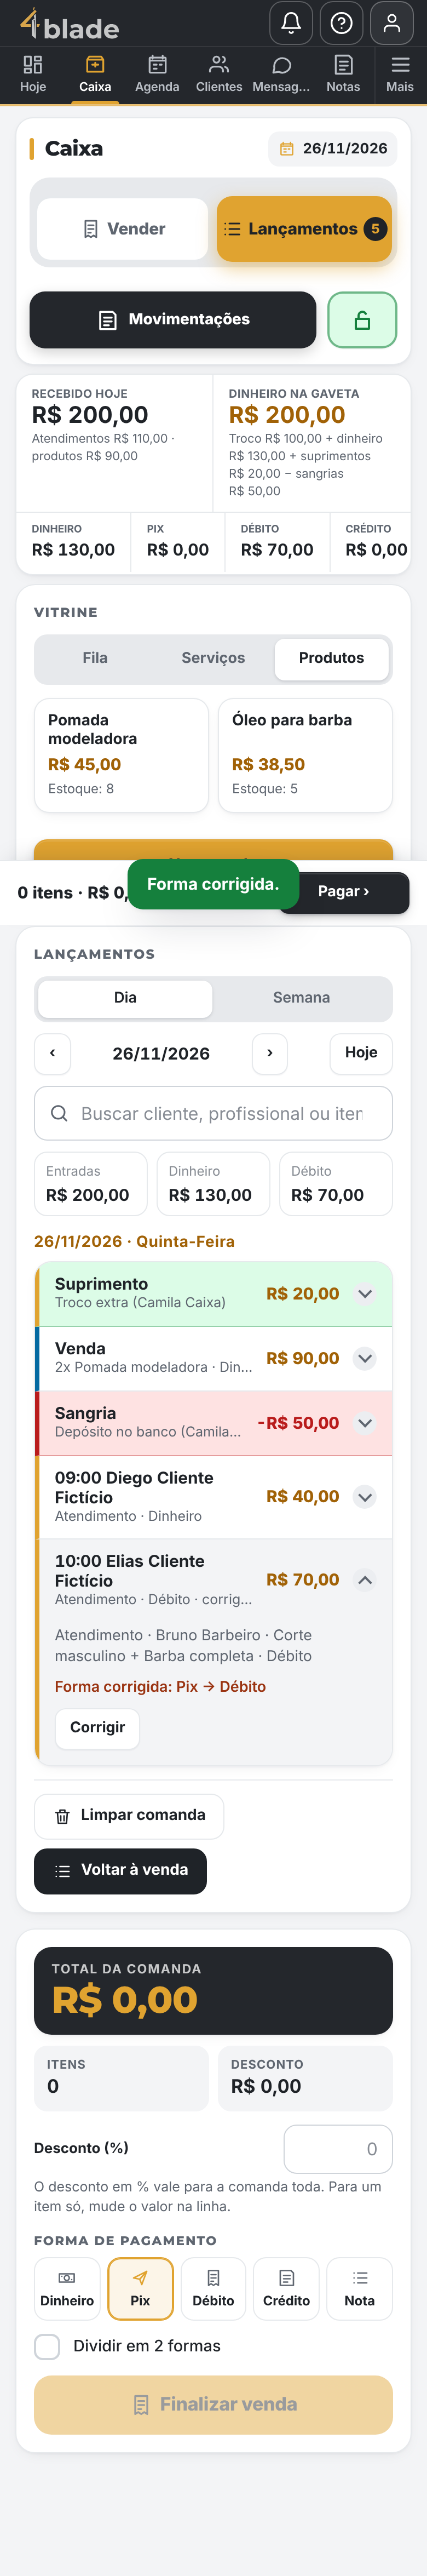 4blade
Hoje
Caixa
Agenda
Clientes
Mensag...
Notas
Mais
Caixa
26/11/2026
Vender
Lançamentos 5
Movimentações
RECEBIDO HOJE
R$ 200,00
Atendimentos R$ 110,00 ·
produtos R$ 90,00
DINHEIRO NA GAVETA
R$ 200,00
Troco R$ 100,00 + dinheiro
R$ 130,00 + suprimentos
R$ 20,00 − sangrias
R$ 50,00
DINHEIRO
R$ 130,00
PIX
R$ 0,00
DÉBITO
R$ 70,00
CRÉDITO
R$ 0,00
VITRINE
Fila
Serviços
Produtos
Pomada
modeladora
R$ 45,00
Estoque: 8
Óleo para barba
R$ 38,50
Estoque: 5
0 itens · R$ 0,
Forma corrigida.
Pagar ›
LANÇAMENTOS
Dia
Semana
‹
26/11/2026
›
Hoje
Buscar cliente, profissional ou iten
Entradas
R$ 200,00
Dinheiro
R$ 130,00
Débito
R$ 70,00
26/11/2026 · Quinta-Feira
Suprimento
Troco extra (Camila Caixa)
R$ 20,00
Venda
2x Pomada modeladora · Din...
R$ 90,00
Sangria
Depósito no banco (Camila...
-R$ 50,00
09:00 Diego Cliente
Fictício
Atendimento · Dinheiro
R$ 40,00
10:00 Elias Cliente
Fictício
Atendimento · Débito · corrig...
R$ 70,00
Atendimento · Bruno Barbeiro · Corte
masculino + Barba completa · Débito
Forma corrigida: Pix → Débito
Corrigir
Limpar comanda
Voltar à venda
TOTAL DA COMANDA
R$ 0,00
ITENS
0
DESCONTO
R$ 0,00
Desconto (%)
0
O desconto em % vale para a comanda toda. Para um
item só, mude o valor na linha.
FORMA DE PAGAMENTO
Dinheiro
Pix
Débito
Crédito
Nota
Dividir em 2 formas
Finalizar venda